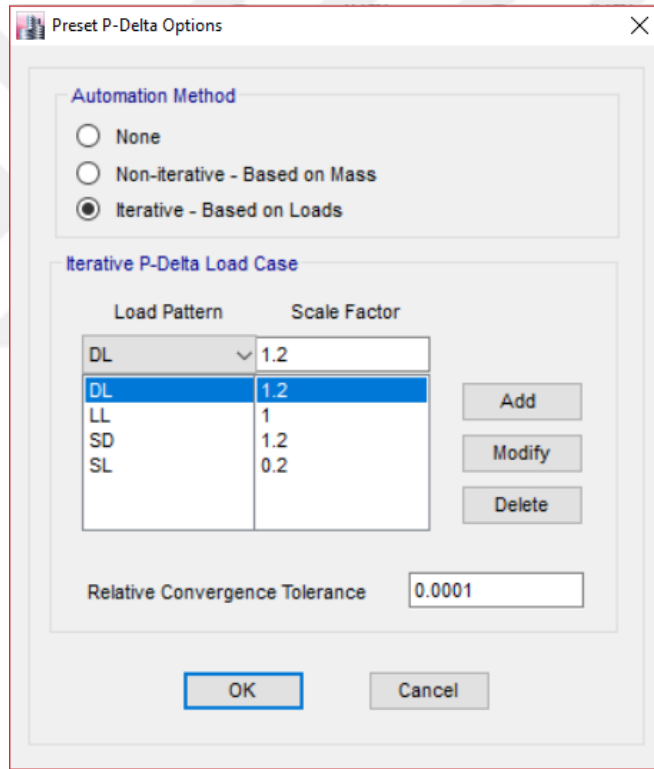 Preset P-Delta Options
Automation Method
None
Non-iterative - Based on Mass
Iterative - Based on Loads
Iterative P-Delta Load Case
Load Pattern Scale Factor
DL 1.2
DL 1.2
LL 1
SD 1.2
SL 0.2
Add
Modify
Delete
Relative Convergence Tolerance 0.0001
OK Cancel